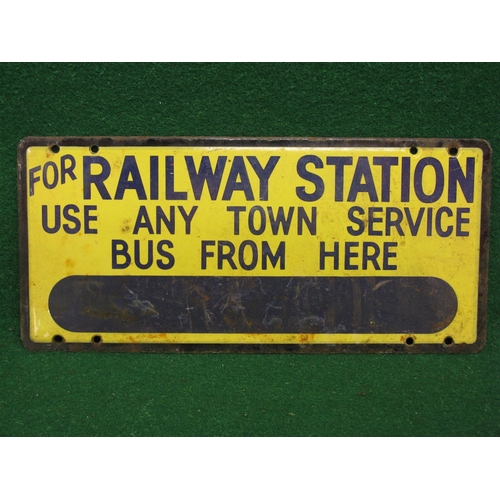 FOR RAILWAY STATION
USE ANY TOWN SERVICE
BUS FROM HERE